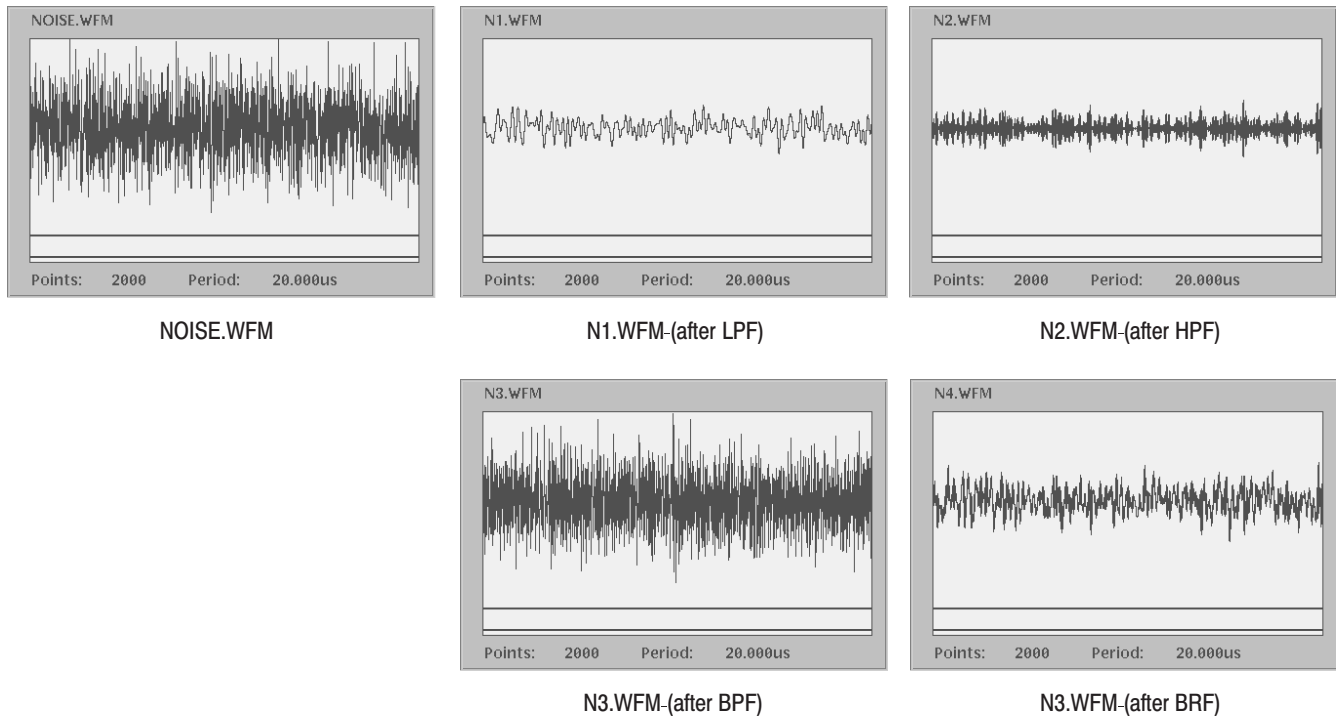 NOISE.WFM
Points: 2000 Period: 20.000us
NOISE.WFM
N1.WFM
Points: 2000 Period: 20.000us
N1.WFM-(after LPF)
N2.WFM
Points: 2000 Period: 20.000us
N2.WFM-(after HPF)
N3.WFM
Points: 2000 Period: 20.000us
N3.WFM-(after BPF)
N4.WFM
Points: 2000 Period: 20.000us
N3.WFM-(after BRF)